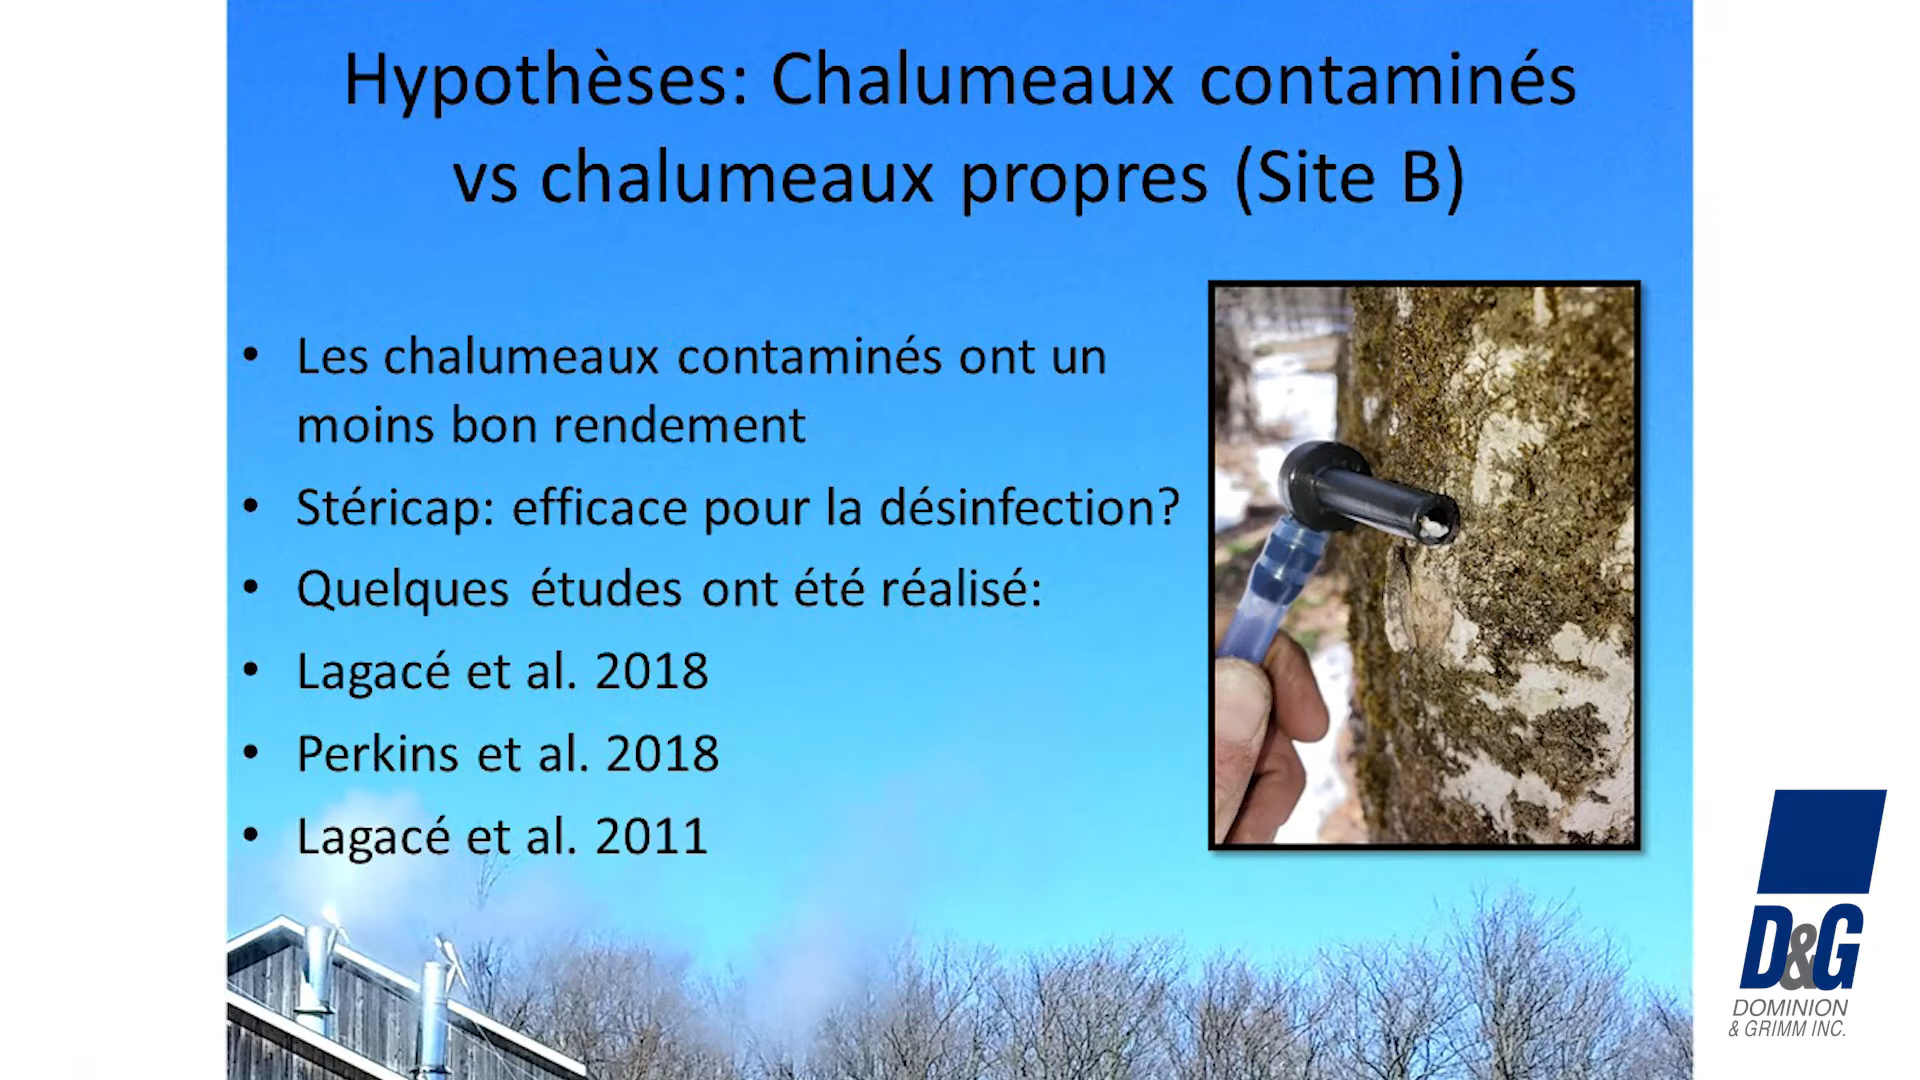 Hypothèses: Chalumeaux contaminés
vs chalumeaux propres (Site B)
• Les chalumeaux contaminés ont un
moins bon rendement
• Stéricap: efficace pour la désinfection?
• Quelques études ont été réalisé:
• Lagacé et al. 2018
• Perkins et al. 2018
• Lagacé et al. 2011
D&G
DOMINION
& GRIMM INC.